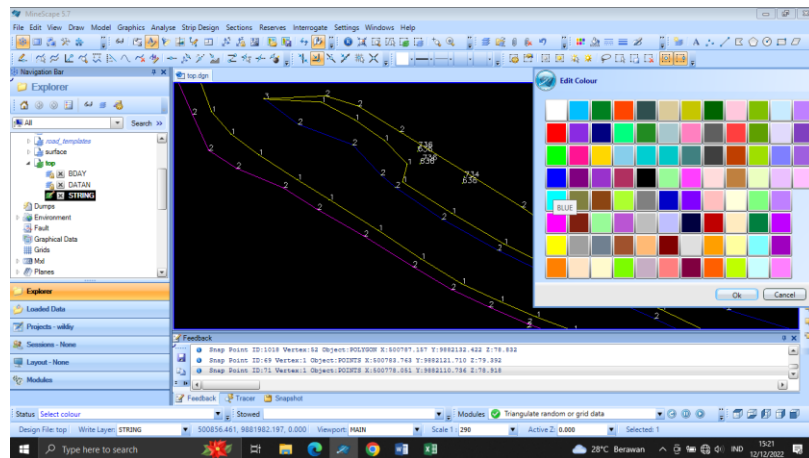 MineScape 5.7
File Edit View Draw Model Graphics Analyse Strip Design Sections Reserves Interrogate Settings Windows Help
Navigation Bar
top.dgn
Explorer
All
Search >>
road_templates
surface
top
BDAY
DATAN
STRING
Dumps
Environment
Fault
Graphical Data
Grids
Mxl
Planes
Explorer
Loaded Data
Projects - wikliy
Sessions - None
Layout - None
Modules
Edit Colour
BLUE
Ok
Cancel
Feedback
Snap Point ID:1018 Vertex:52 Object:POLYGON X:500797.157 Y:9882132.422 Z:78.832
Snap Point ID:69 Vertex:1 Object:POINTS X:500783.763 Y:9882121.710 Z:79.392
Snap Point ID:71 Vertex:1 Object:POINTS X:500778.051 Y:9882110.736 Z:78.918
Feedback Tracer Snapshot
Status Select colour Stowed Modules Triangulate random or grid data
Design File: top Write Layer: STRING 500856.461, 9881982.197, 0.000 Viewport: MAIN Scale 1: 290 Active Z: 0.000 Selected: 1
Type here to search
28°C Berawan
IND
15:21
12/12/2022